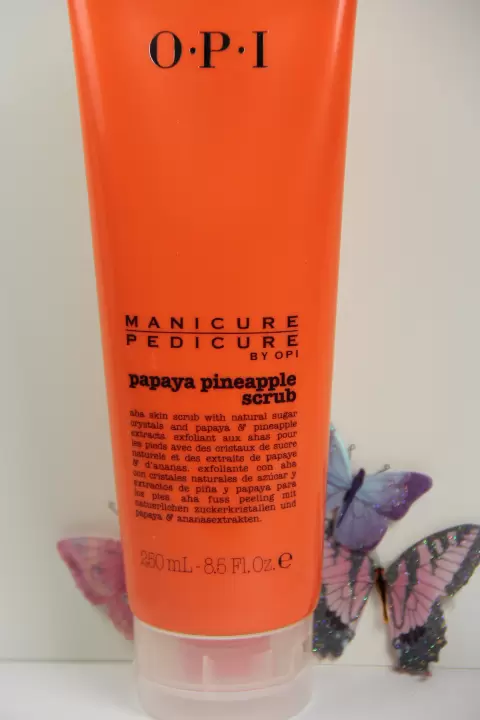 O·P·I
MANICURE
PEDICURE
BY OPI
papaya pineapple
scrub
aha skin scrub with natural sugar
crystals and papaya & pineapple
extracts. exfoliant aux ahas pour
les pieds avec des cristaux de sucre
naturels et des extraits de papaye
& d'ananas. exfoliante con aha
con cristales naturales de azúcar y
extractos de piña y papaya para
los pies. aha fuss peeling mit
natuerlichen zuckerkristallen und
papaya & ananasextrakten.
250 mL - 8.5 Fl. Oz. e